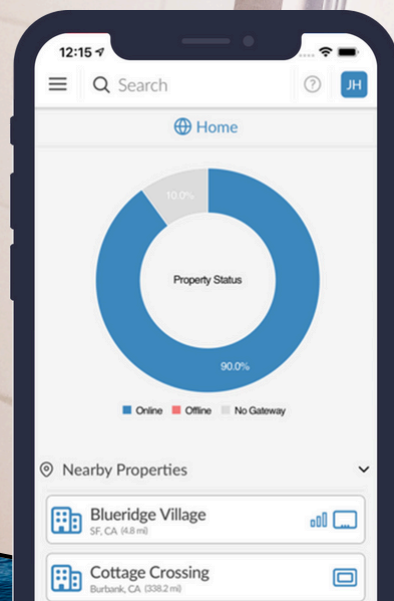 12:15
Search
?
JH
Home
10.0%
Property Status
90.0%
Online Offline No Gateway
Nearby Properties
Blueridge Village
SF, CA (4.8 mi)
Cottage Crossing
Burbank, CA (338.2 mi)